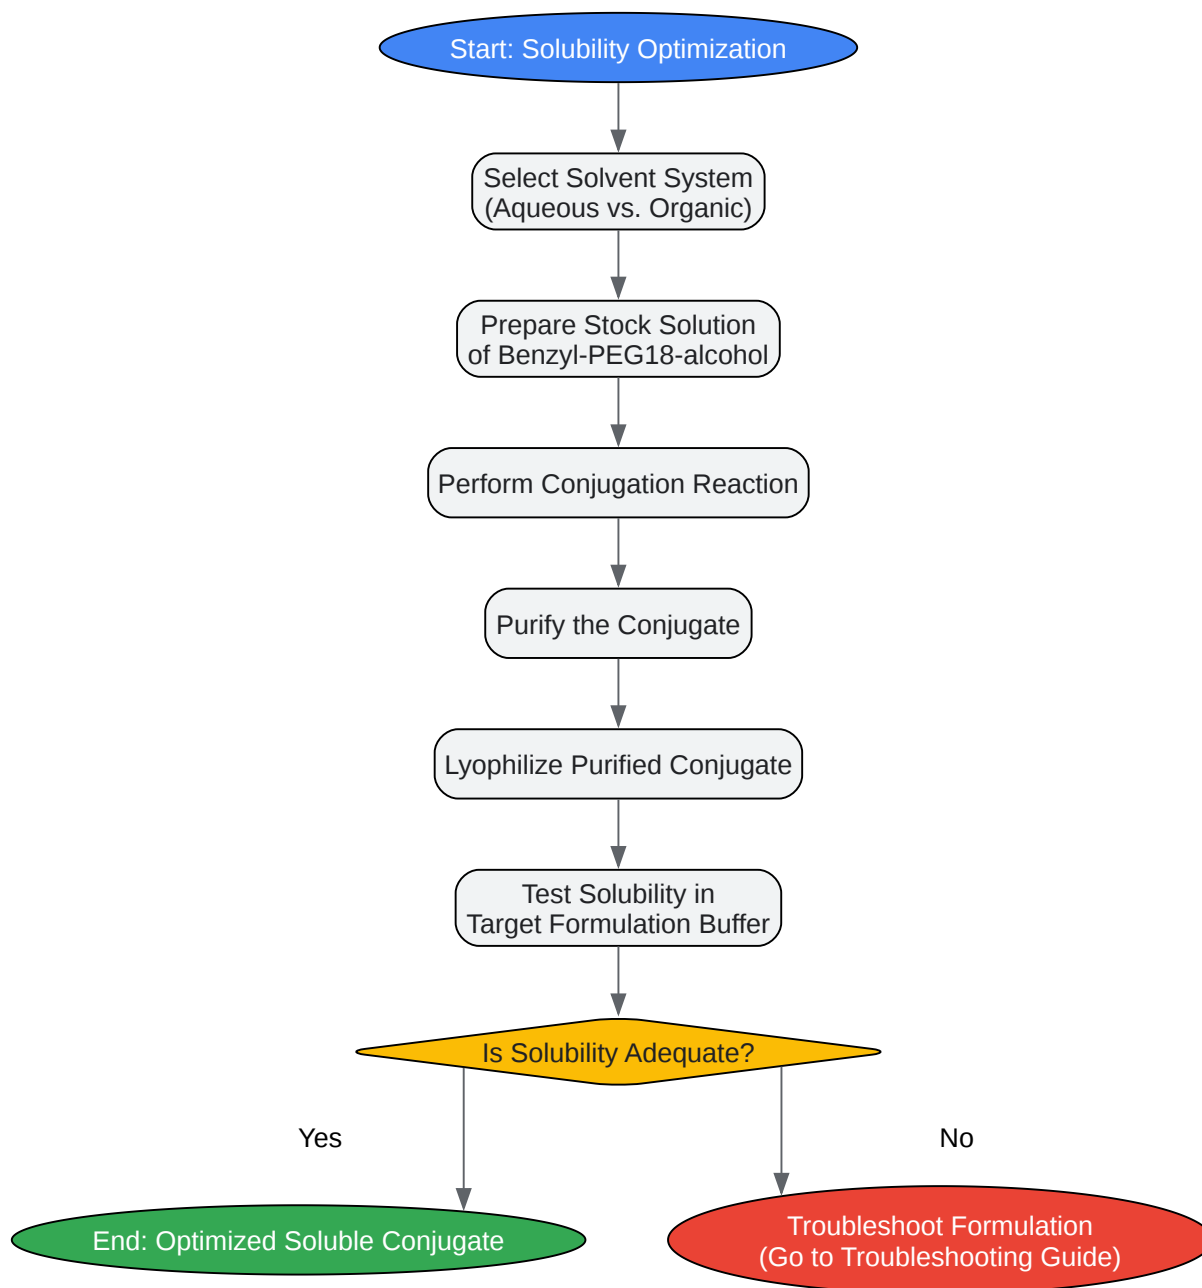 Start: Solubility Optimization
Select Solvent System
(Aqueous vs. Organic)
Prepare Stock Solution
of Benzyl-PEG18-alcohol
Perform Conjugation Reaction
Purify the Conjugate
Lyophilize Purified Conjugate
Test Solubility in
Target Formulation Buffer
Is Solubility Adequate?
Yes
No
End: Optimized Soluble Conjugate
Troubleshoot Formulation
(Go to Troubleshooting Guide)